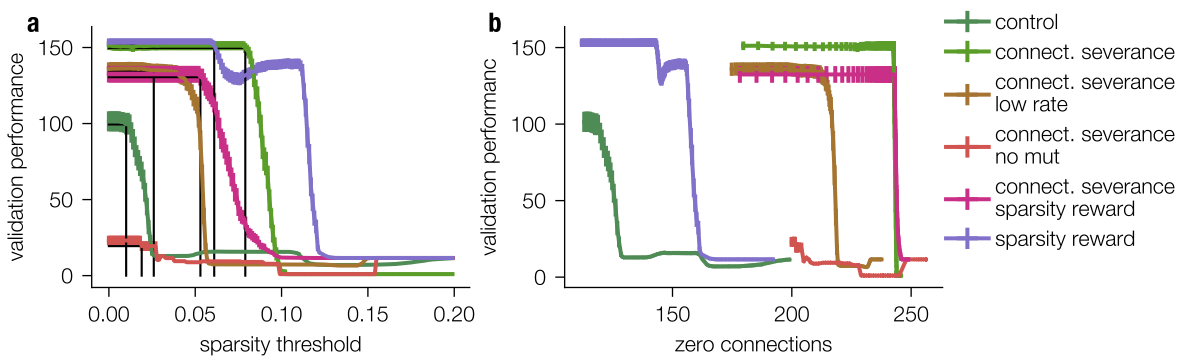 a
validation performance
150
100
50
0
0.00 0.05 0.10 0.15 0.20
sparsity threshold
b
validation performanc
150
100
50
0
150 200 250
zero connections
control
connect. severance
connect. severance
low rate
connect. severance
no mut
connect. severance
sparsity reward
sparsity reward